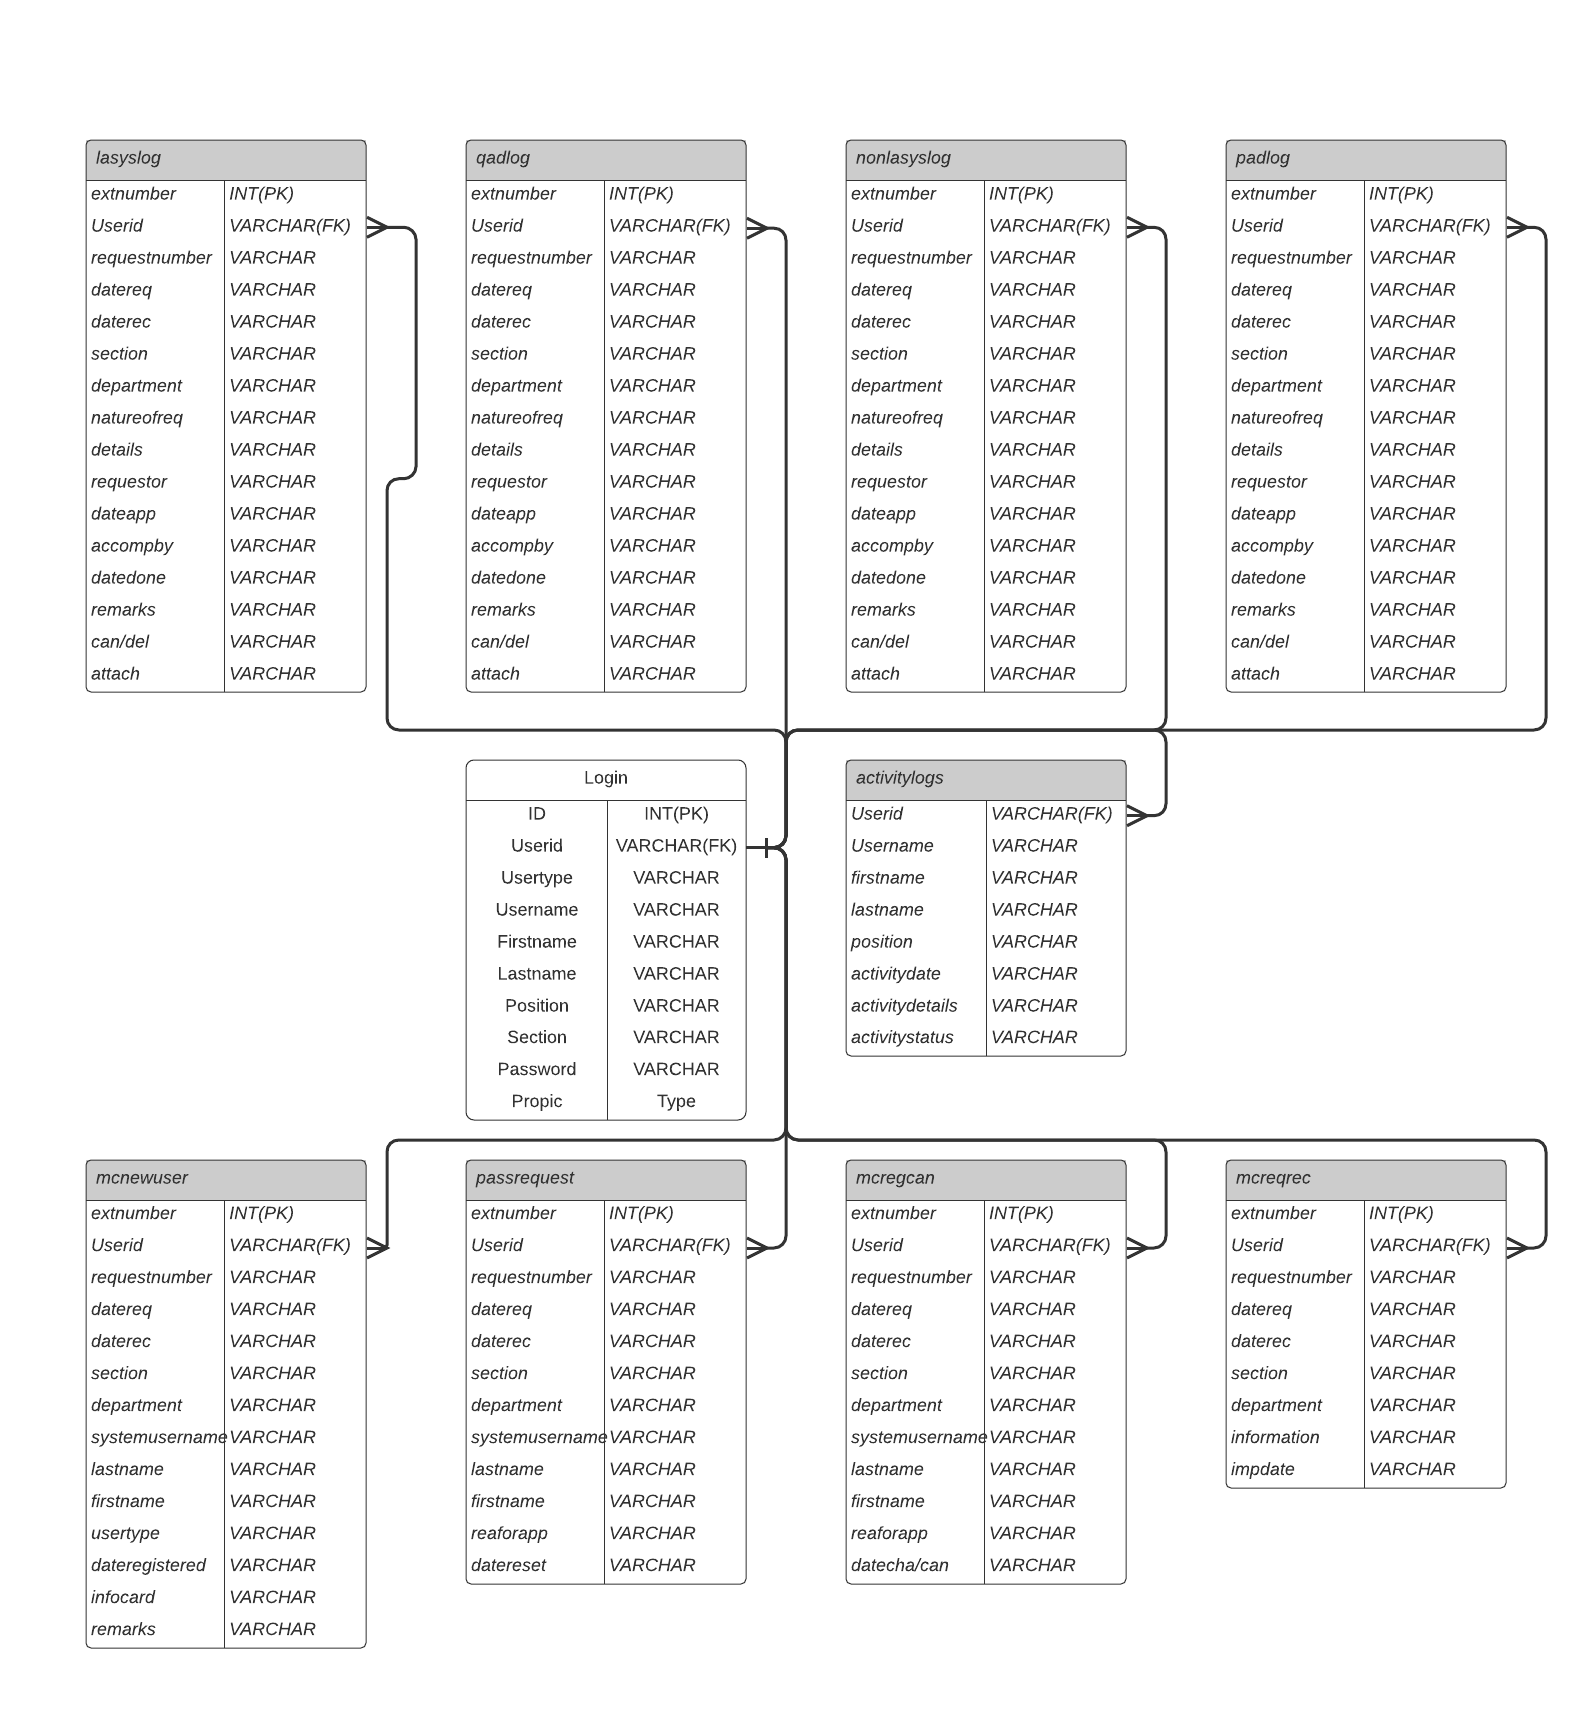 lasyslog
extnumber INT(PK)
Userid VARCHAR(FK)
requestnumber VARCHAR
datereq VARCHAR
daterec VARCHAR
section VARCHAR
department VARCHAR
natureofreq VARCHAR
details VARCHAR
requestor VARCHAR
dateapp VARCHAR
accompby VARCHAR
datedone VARCHAR
remarks VARCHAR
can/del VARCHAR
attach VARCHAR
qadlog
extnumber INT(PK)
Userid VARCHAR(FK)
requestnumber VARCHAR
datereq VARCHAR
daterec VARCHAR
section VARCHAR
department VARCHAR
natureofreq VARCHAR
details VARCHAR
requestor VARCHAR
dateapp VARCHAR
accompby VARCHAR
datedone VARCHAR
remarks VARCHAR
can/del VARCHAR
attach VARCHAR
nonlasyslog
extnumber INT(PK)
Userid VARCHAR(FK)
requestnumber VARCHAR
datereq VARCHAR
daterec VARCHAR
section VARCHAR
department VARCHAR
natureofreq VARCHAR
details VARCHAR
requestor VARCHAR
dateapp VARCHAR
accompby VARCHAR
datedone VARCHAR
remarks VARCHAR
can/del VARCHAR
attach VARCHAR
padlog
extnumber INT(PK)
Userid VARCHAR(FK)
requestnumber VARCHAR
datereq VARCHAR
daterec VARCHAR
section VARCHAR
department VARCHAR
natureofreq VARCHAR
details VARCHAR
requestor VARCHAR
dateapp VARCHAR
accompby VARCHAR
datedone VARCHAR
remarks VARCHAR
can/del VARCHAR
attach VARCHAR
Login
ID INT(PK)
Userid VARCHAR(FK)
Usertype VARCHAR
Username VARCHAR
Firstname VARCHAR
Lastname VARCHAR
Position VARCHAR
Section VARCHAR
Password VARCHAR
Propic Type
activitylogs
Userid VARCHAR(FK)
Username VARCHAR
firstname VARCHAR
lastname VARCHAR
position VARCHAR
activitydate VARCHAR
activitydetails VARCHAR
activitystatus VARCHAR
mcnewuser
extnumber INT(PK)
Userid VARCHAR(FK)
requestnumber VARCHAR
datereq VARCHAR
daterec VARCHAR
section VARCHAR
department VARCHAR
systemusername VARCHAR
lastname VARCHAR
firstname VARCHAR
usertype VARCHAR
dateregistered VARCHAR
infocard VARCHAR
remarks VARCHAR
passrequest
extnumber INT(PK)
Userid VARCHAR(FK)
requestnumber VARCHAR
datereq VARCHAR
daterec VARCHAR
section VARCHAR
department VARCHAR
systemusername VARCHAR
lastname VARCHAR
firstname VARCHAR
reaforapp VARCHAR
datereset VARCHAR
mcregcan
extnumber INT(PK)
Userid VARCHAR(FK)
requestnumber VARCHAR
datereq VARCHAR
daterec VARCHAR
section VARCHAR
department VARCHAR
systemusername VARCHAR
lastname VARCHAR
firstname VARCHAR
reaforapp VARCHAR
datecha/can VARCHAR
mcreqrec
extnumber INT(PK)
Userid VARCHAR(FK)
requestnumber VARCHAR
datereq VARCHAR
daterec VARCHAR
section VARCHAR
department VARCHAR
information VARCHAR
impdate VARCHAR